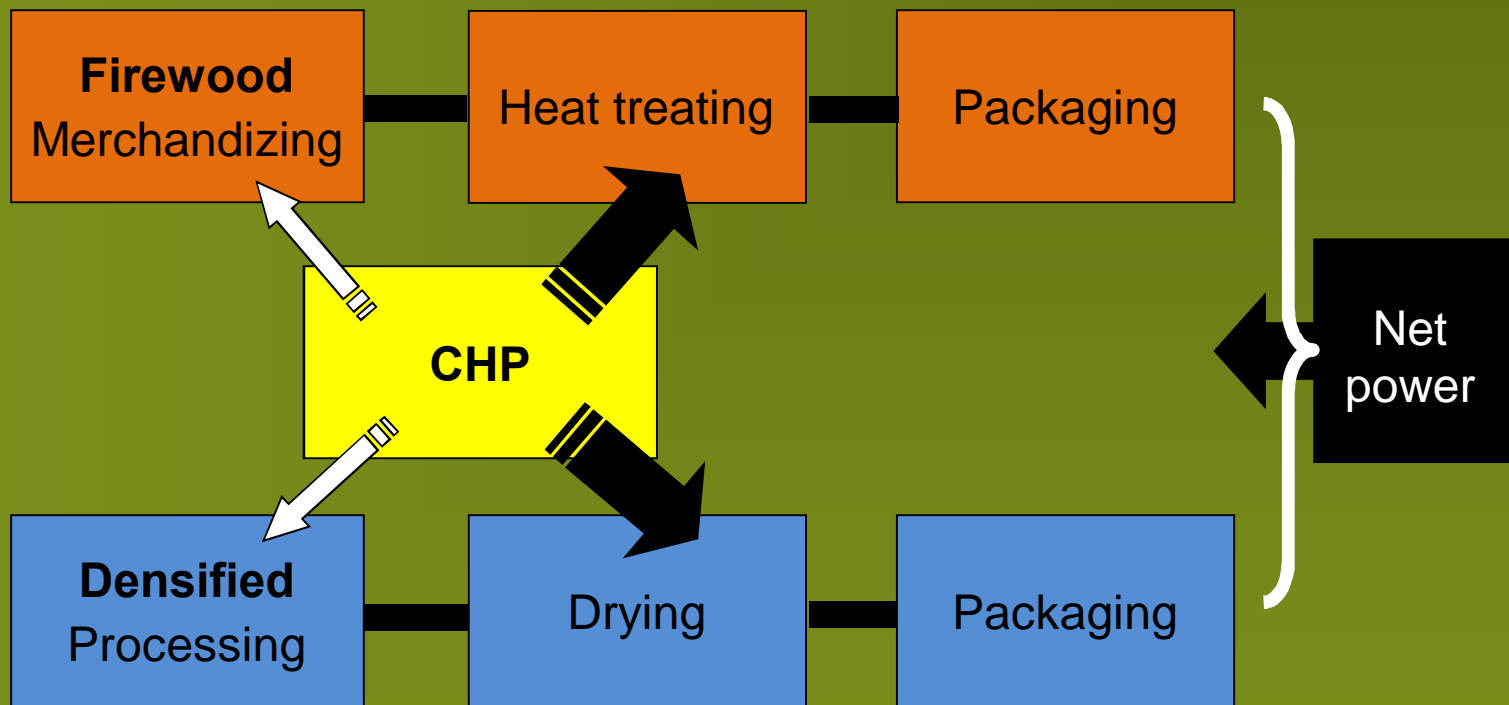 Firewood
Merchandizing
Heat treating
Packaging
CHP
Net
power
Densified
Processing
Drying
Packaging